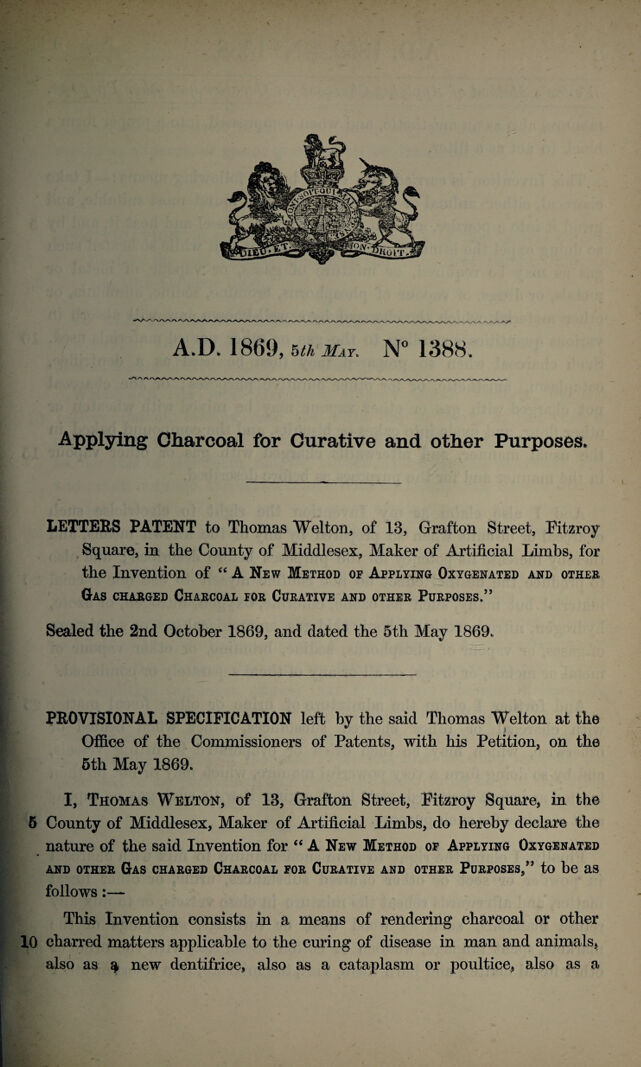 HONI SOIT QUI MAL
DIEU ET MON DROIT
A.D. 1869, 5th MAY. N° 1388.
Applying Charcoal for Curative and other Purposes.
LETTERS PATENT to Thomas Welton, of 13, Grafton Street, Fitzroy
Square, in the County of Middlesex, Maker of Artificial Limbs, for
the Invention of “ A NEW METHOD OF APPLYING OXYGENATED AND OTHER
GAS CHARGED CHARCOAL FOR CURATIVE AND OTHER PURPOSES.”
Sealed the 2nd October 1869, and dated the 5th May 1869.
PROVISIONAL SPECIFICATION left by the said Thomas Welton at the
Office of the Commissioners of Patents, with his Petition, on the
5th May 1869.
I, THOMAS WELTON, of 13, Grafton Street, Fitzroy Square, in the
5 County of Middlesex, Maker of Artificial Limbs, do hereby declare the
nature of the said Invention for “ A NEW METHOD OF APPLYING OXYGENATED
AND OTHER GAS CHARGED CHARCOAL FOR CURATIVE AND OTHER PURPOSES,” to be as
follows :—
This Invention consists in a means of rendering charcoal or other
10 charred matters applicable to the curing of disease in man and animals,
also as a new dentifrice, also as a cataplasm or poultice, also as a